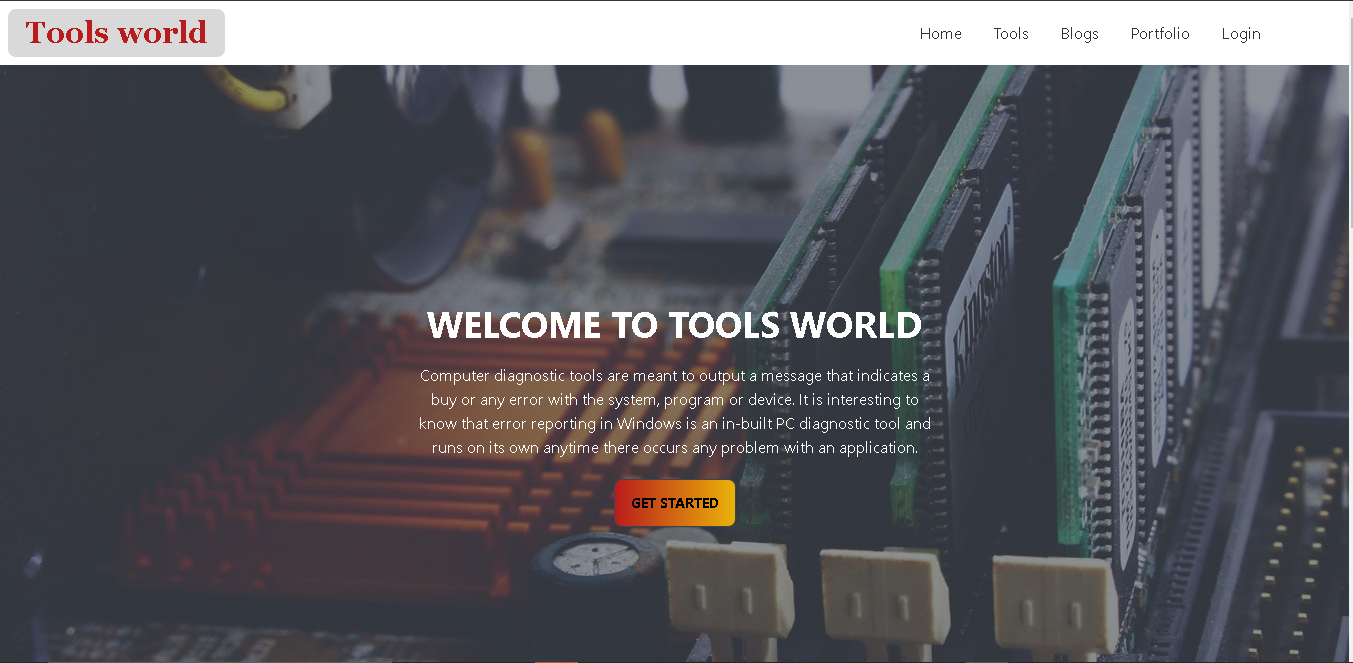 Tools world
Home Tools Blogs Portfolio Login
Kingston
WELCOME TO TOOLS WORLD
Computer diagnostic tools are meant to output a message that indicates a
buy or any error with the system, program or device. It is interesting to
know that error reporting in Windows is an in-built PC diagnostic tool and
runs on its own anytime there occurs any problem with an application.
GET STARTED